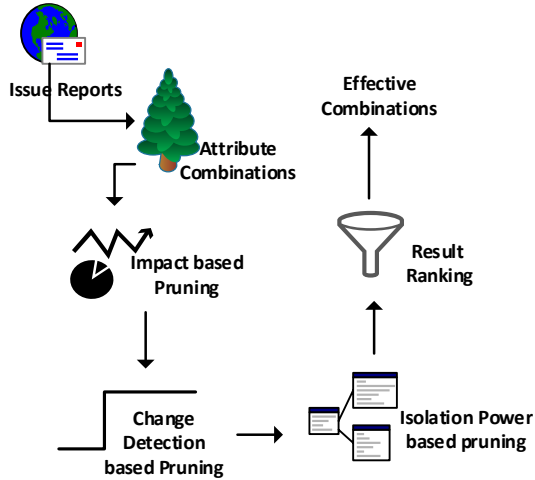 Issue Reports
Attribute
Combinations
Impact based
Pruning
Change
Detection
based Pruning
Isolation Power
based pruning
Result
Ranking
Effective
Combinations